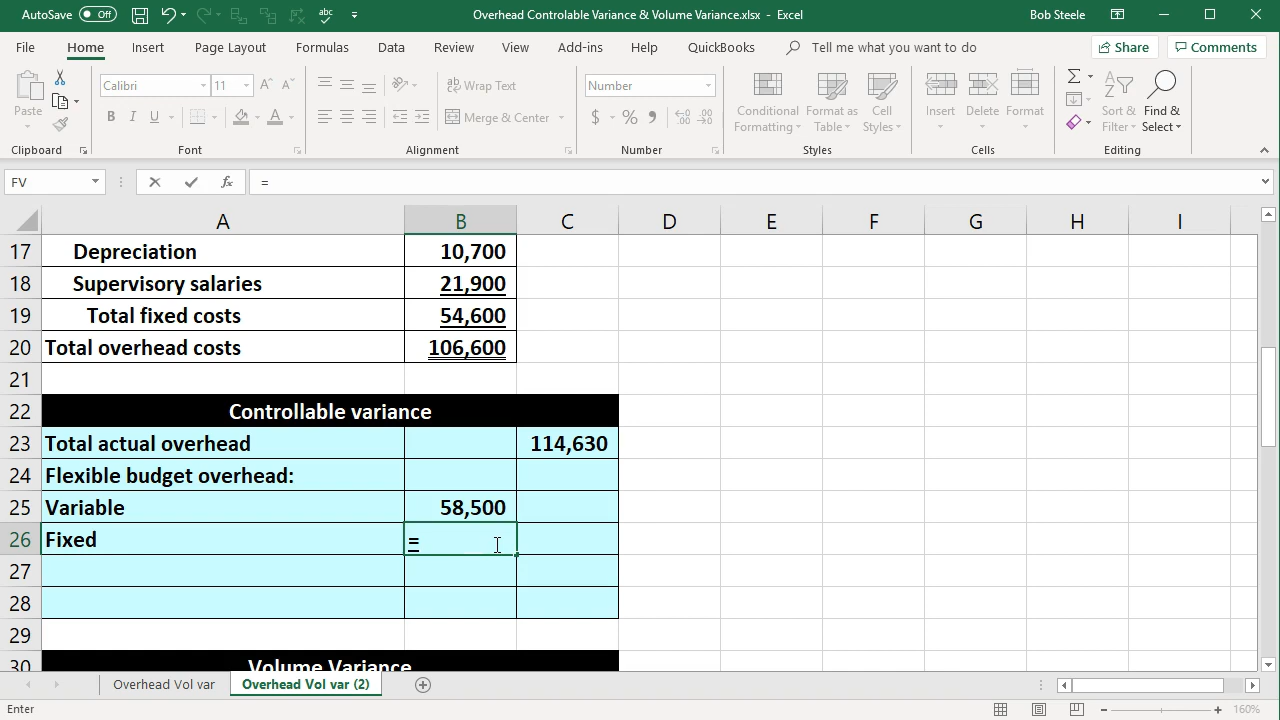 AutoSave Off Overhead Controlable Variance & Volume Variance.xlsx - Excel Bob Steele
File Home Insert Page Layout Formulas Data Review View Add-ins Help QuickBooks Tell me what you want to do Share Comments
Paste Calibri 11 Wrap Text Number Conditional Formatting Format as Table Cell Styles Insert Delete Format Sort & Filter Find & Select
B I U Merge & Center $ %
Clipboard Font Alignment Number Styles Cells Editing
FV fx =
A B C D E F G H I
17 Depreciation 10,700
18 Supervisory salaries 21,900
19 Total fixed costs 54,600
20 Total overhead costs 106,600
21
22 Controllable variance
23 Total actual overhead 114,630
24 Flexible budget overhead:
25 Variable 58,500
26 Fixed =
27
28
29
30 Volume Variance
Overhead Vol var Overhead Vol var (2)
Enter 160%